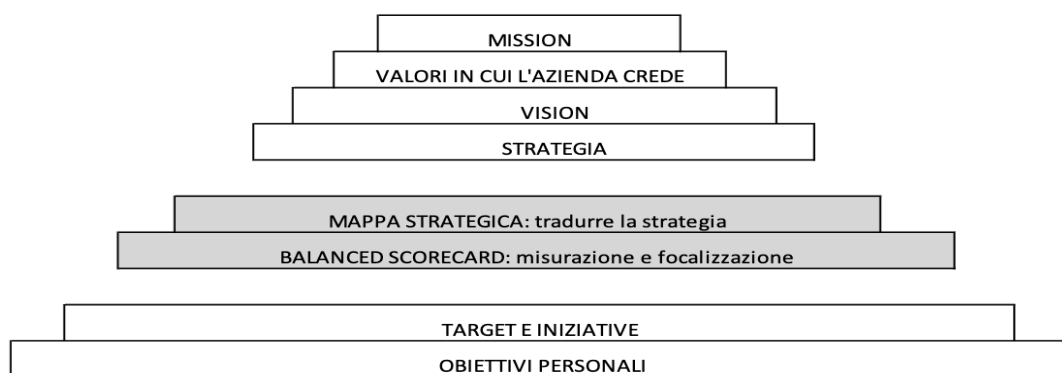 MISSION
VALORI IN CUI L'AZIENDA CREDE
VISION
STRATEGIA
MAPPA STRATEGICA: tradurre la strategia
BALANCED SCORECARD: misurazione e focalizzazione
TARGET E INIZIATIVE
OBIETTIVI PERSONALI